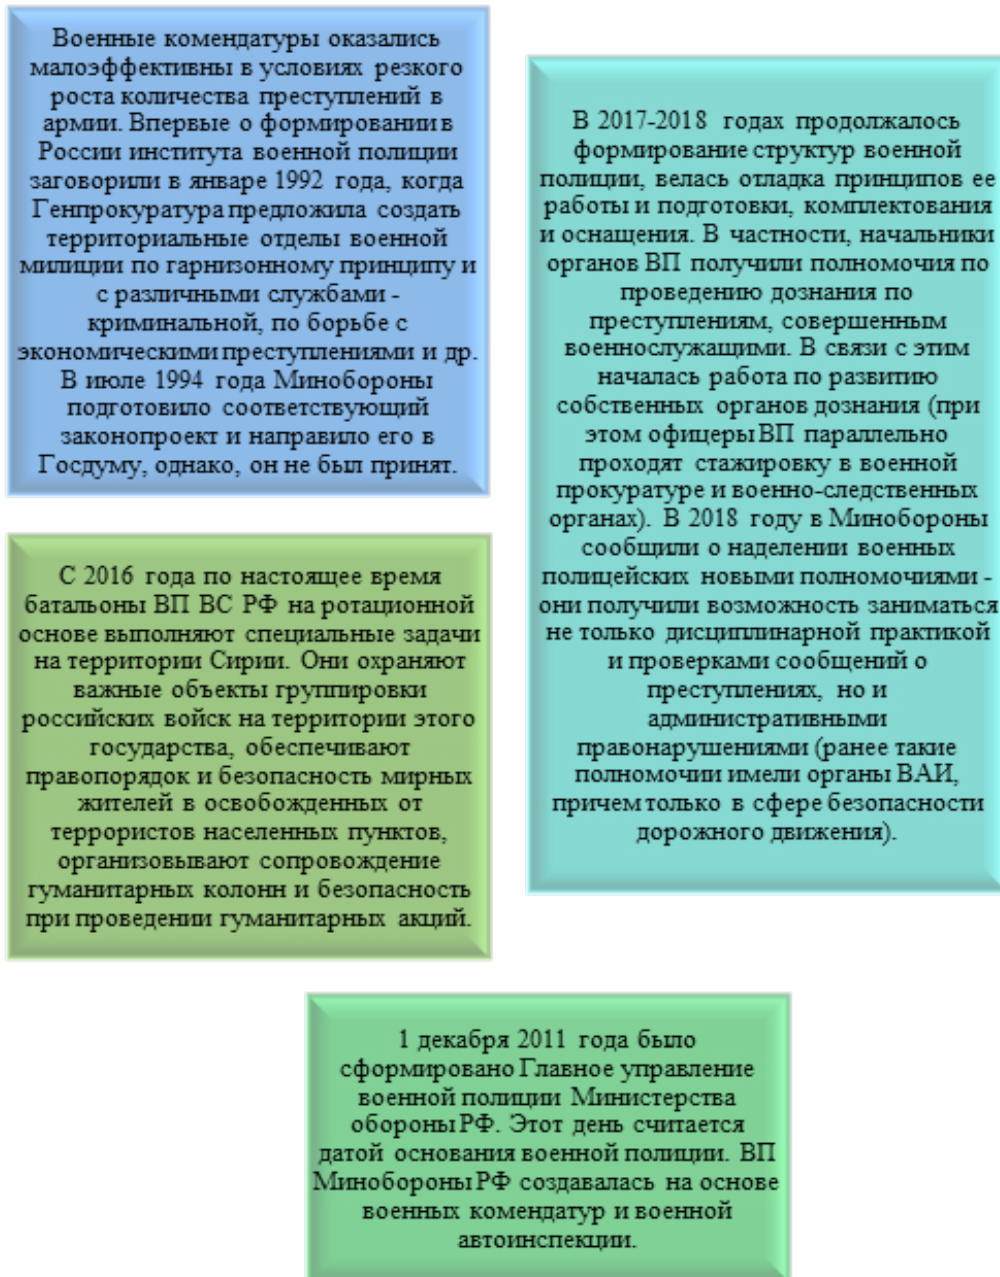 Военные комендатуры оказались
малоэффективны в условиях резкого
роста количества преступлений в
армии. Впервые о формировании в
России института военной полиции
заговорили в январе 1992 года, когда
Генпрокуратура предложила создать
территориальные отделы военной
милиции по гарнизонному принципу и
с различными службами -
криминальной, по борьбе с
экономическими преступлениями и др.
В июле 1994 года Минобороны
подготовило соответствующий
законопроект и направило его в
Госдуму, однако, он не был принят.
В 2017-2018 годах продолжалось
формирование структур военной
полиции, велась отладка принципов ее
работы и подготовки, комплектования
и оснащения. В частности, начальники
органов ВП получили полномочия по
проведению дознания по
преступлениям, совершенным
военнослужащими. В связи с этим
началась работа по развитию
собственных органов дознания (при
этом офицеры ВП параллельно
проходят стажировку в военной
прокуратуре и военно-следственных
органах). В 2018 году в Минобороны
сообщили о наделении военных
полицейских новыми полномочиями -
они получили возможность заниматься
не только дисциплинарной практикой
и проверками сообщений о
преступлениях, но и
административными
правонарушениями (ранее такие
полномочии имели органы ВАИ,
причем только в сфере безопасности
дорожного движения).
С 2016 года по настоящее время
батальоны ВП ВС РФ на ротационной
основе выполняют специальные задачи
на территории Сирии. Они охраняют
важные объекты группировки
российских войск на территории этого
государства, обеспечивают
правопорядок и безопасность мирных
жителей в освобожденных от
террористов населенных пунктов,
организовывают сопровождение
гуманитарных колонн и безопасность
при проведении гуманитарных акций.
1 декабря 2011 года было
сформировано Главное управление
военной полиции Министерства
обороны РФ. Этот день считается
датой основания военной полиции. ВП
Минобороны РФ создавалась на основе
военных комендатур и военной
автоинспекции.